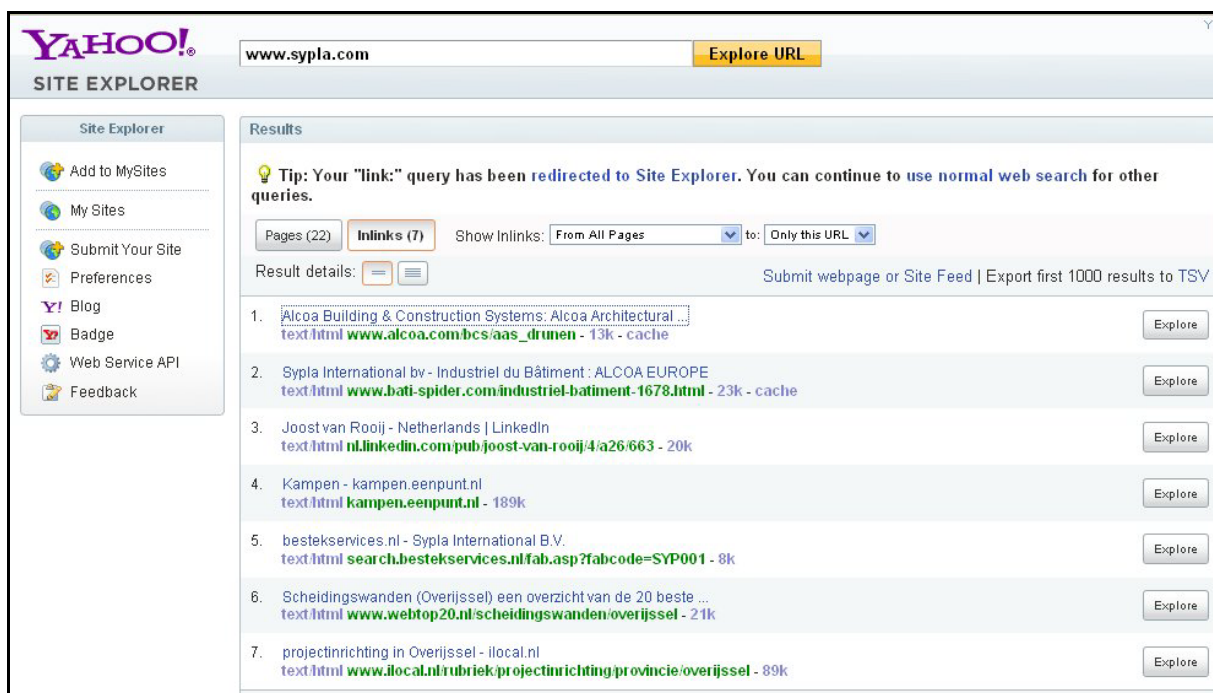 Y
YAHOO!®
SITE EXPLORER
www.sypla.com
Explore URL
Site Explorer
Add to MySites
My Sites
Submit Your Site
Preferences
Y! Blog
Badge
Web Service API
Feedback
Results
Tip: Your "link:" query has been redirected to Site Explorer. You can continue to use normal web search for other
queries.
Pages (22) Inlinks (7) Show Inlinks: From All Pages to: Only this URL
Result details:
Submit webpage or Site Feed | Export first 1000 results to TSV
1. Alcoa Building & Construction Systems: Alcoa Architectural ...
text/html www.alcoa.com/bcs/aas_drunen - 13k - cache
Explore
2. Sypla International bv - Industriel du Bâtiment : ALCOA EUROPE
text/html www.bati-spider.com/industriel-batiment-1678.html - 23k - cache
Explore
3. Joost van Rooij - Netherlands | LinkedIn
text/html nl.linkedin.com/pub/joost-van-rooij/4/a26/663 - 20k
Explore
4. Kampen - kampen.eenpunt.nl
text/html kampen.eenpunt.nl - 189k
Explore
5. bestekservices.nl - Sypla International B.V.
text/html search.bestekservices.nl/fab.asp?fabcode=SYP001 - 8k
Explore
6. Scheidingswanden (Overijssel) een overzicht van de 20 beste ...
text/html www.webtop20.nl/scheidingswanden/overijssel - 21k
Explore
7. projectinrichting in Overijssel - ilocal.nl
text/html www.ilocal.nl/rubriek/projectinrichting/provincie/overijssel - 89k
Explore